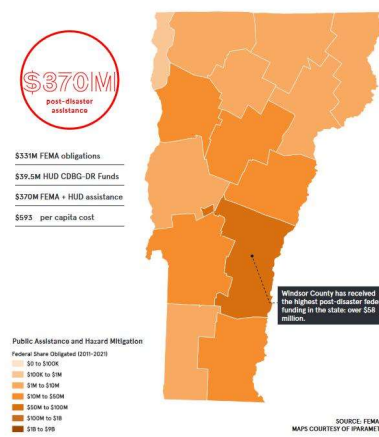 $370M
post-disaster
assistance
$331M FEMA obligations
$39.5M HUD CDBG-DR Funds
$370M FEMA + HUD assistance
$593 per capita cost
Windsor County has received
the highest post-disaster fede
funding in the state: over $58
million.
Public Assistance and Hazard Mitigation
Federal Share Obligated (2011-2021)
$0 to $100K
$100K to $1M
$1M to $10M
$10M to $50M
$50M to $100M
$100M to $1B
$1B to $9B
SOURCE: FEMA
MAPS COURTESY OF IPARAMET